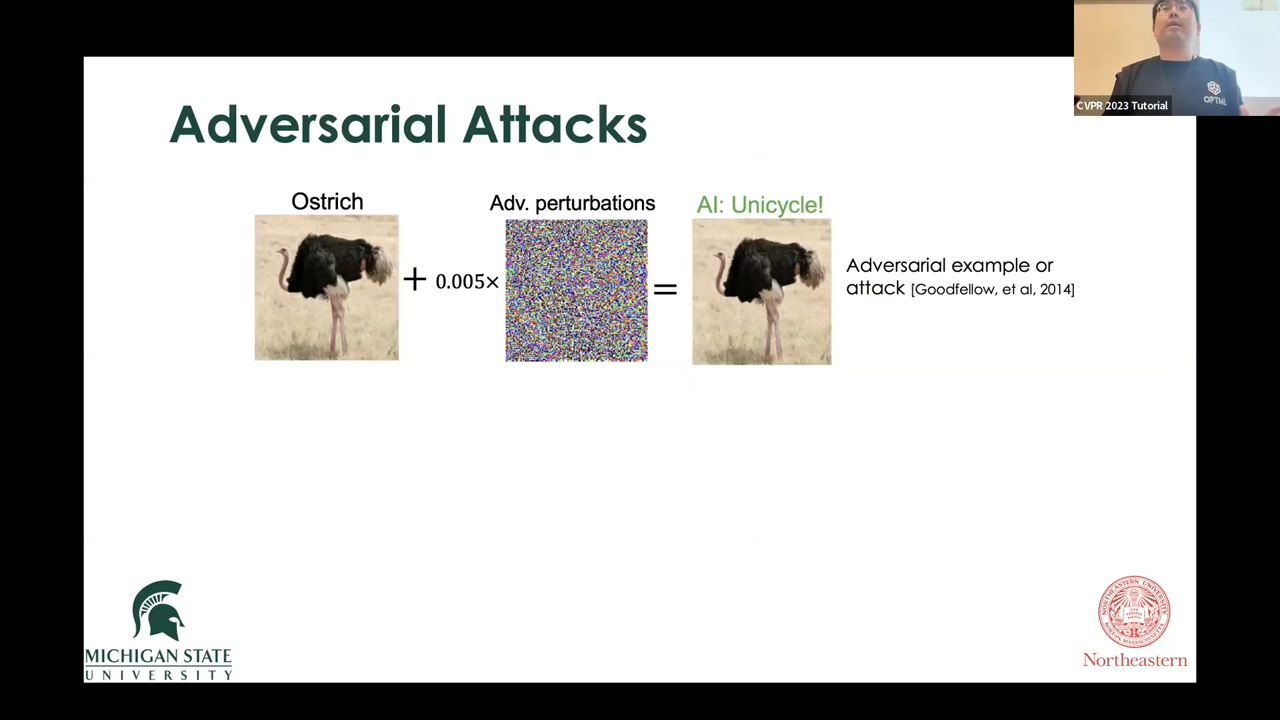 Adversarial Attacks
CVPR 2023 Tutorial
OPTML
Ostrich
Adv. perturbations
AI: Unicycle!
+ 0.005×
=
Adversarial example or
attack [Goodfellow, et al, 2014]
MICHIGAN STATE
UNIVERSITY
Northeastern